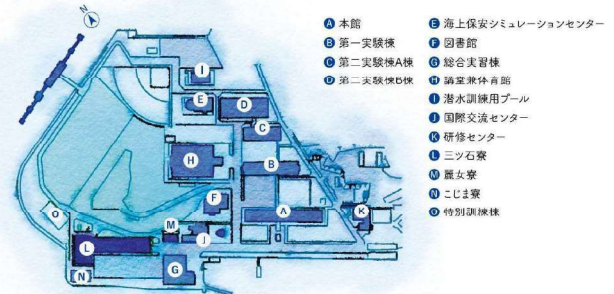 N
A 本館
B 第一実験棟
C 第二実験棟A棟
D 第二実験棟B棟
E 海上保安シミュレーションセンター
F 図書館
G 総合実習棟
H 講堂兼体育館
I 潜水訓練用プール
J 国際交流センター
K 研修センター
L 三ツ石寮
M 麗女寮
N こじま寮
O 特別訓練棟
I
E
D
C
H
B
F
O
A
K
M
J
L
G
N